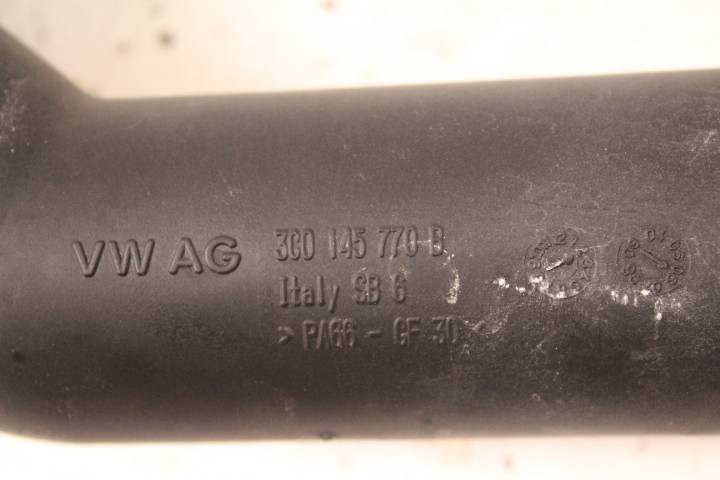 VW AG
3C0 145 770 B
Italy SB 6
> PA66 - GF 30 <